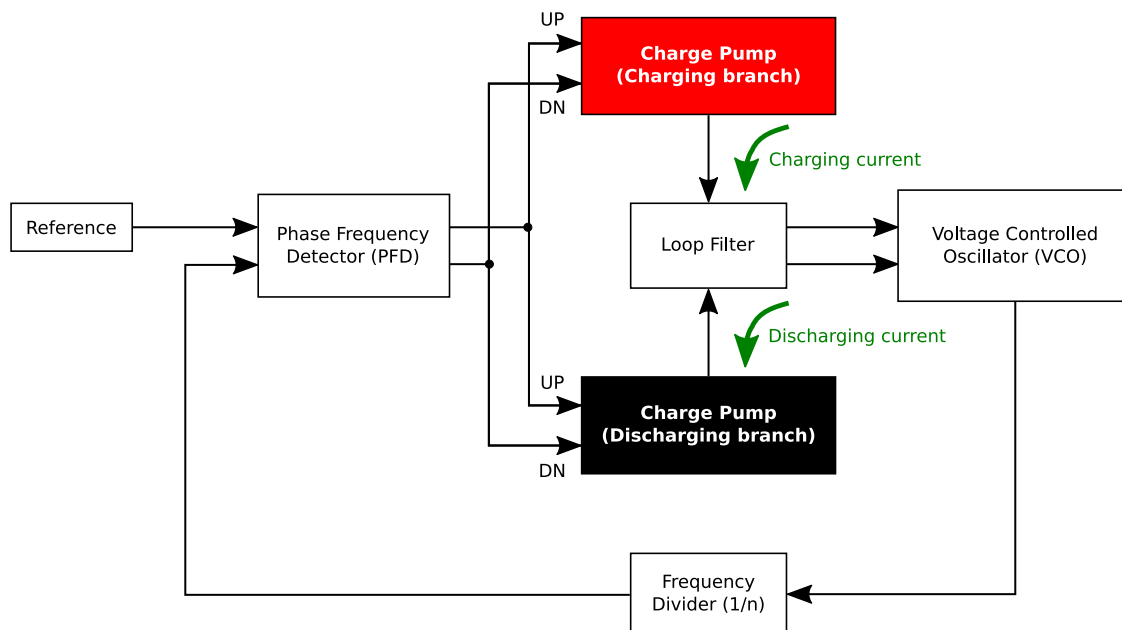 UP
Charge Pump
(Charging branch)
DN
Charging current
Reference
Phase Frequency
Detector (PFD)
Loop Filter
Voltage Controlled
Oscillator (VCO)
Discharging current
UP
Charge Pump
(Discharging branch)
DN
Frequency
Divider (1/n)